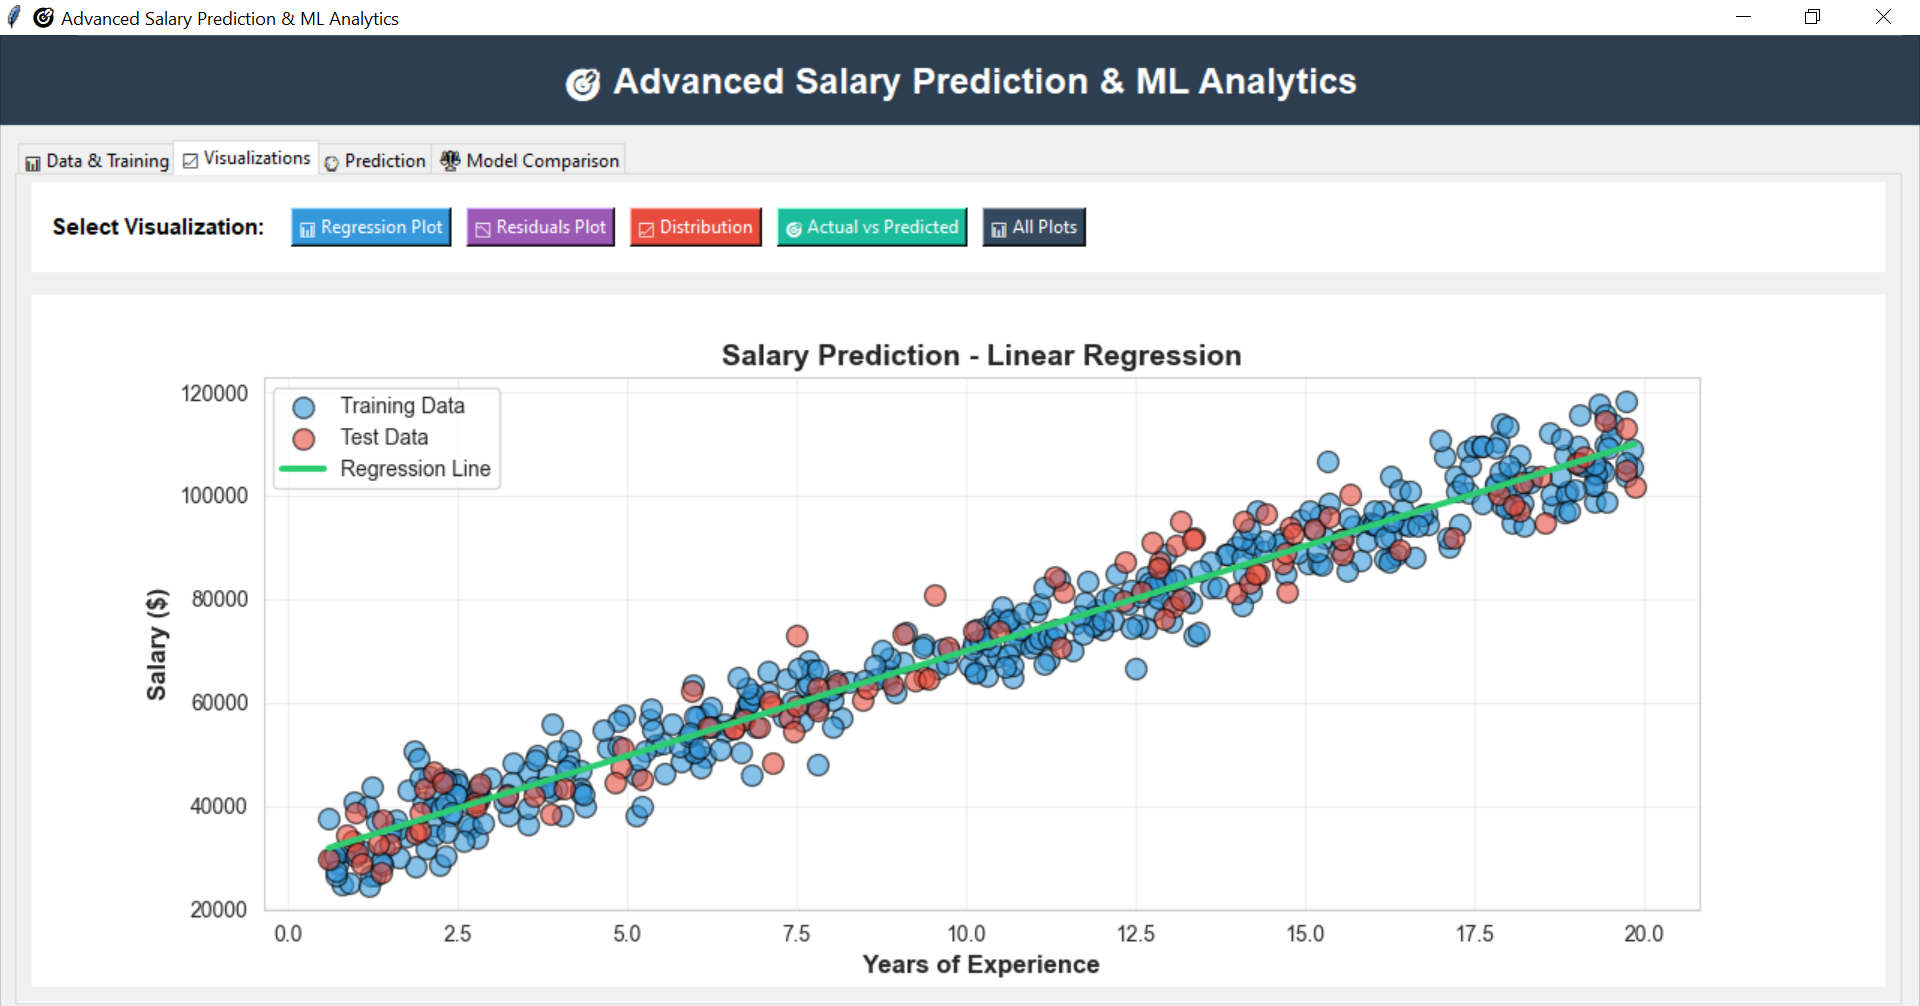 Advanced Salary Prediction & ML Analytics
Advanced Salary Prediction & ML Analytics
Data & Training Visualizations Prediction Model Comparison
Select Visualization: Regression Plot Residuals Plot Distribution Actual vs Predicted All Plots
Salary Prediction - Linear Regression
Training Data
Test Data
Regression Line
120000
100000
80000
60000
40000
20000
Salary ($)
0.0 2.5 5.0 7.5 10.0 12.5 15.0 17.5 20.0
Years of Experience